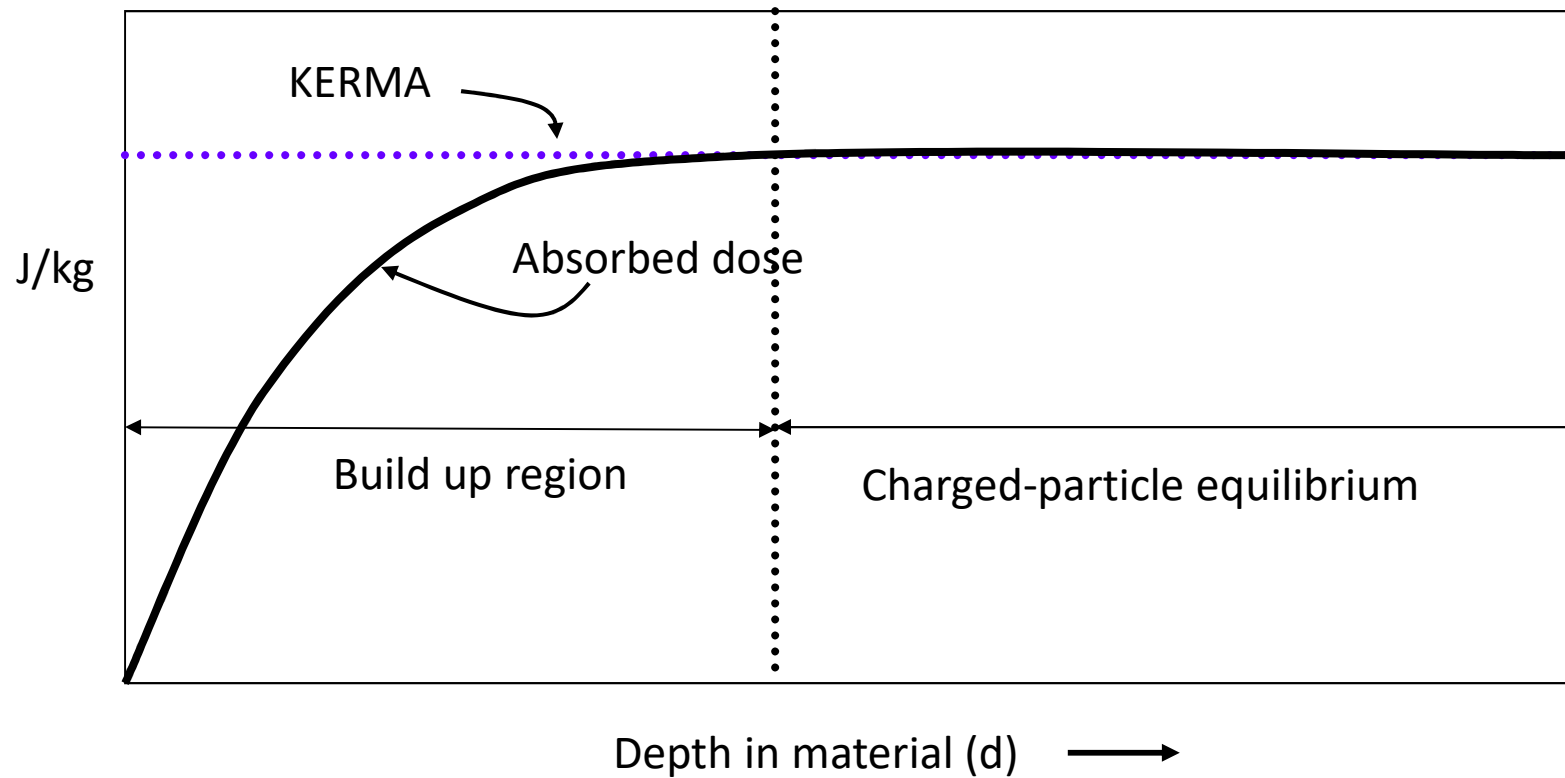 KERMA
J/kg
Absorbed dose
Build up region
Charged-particle equilibrium
Depth in material (d)